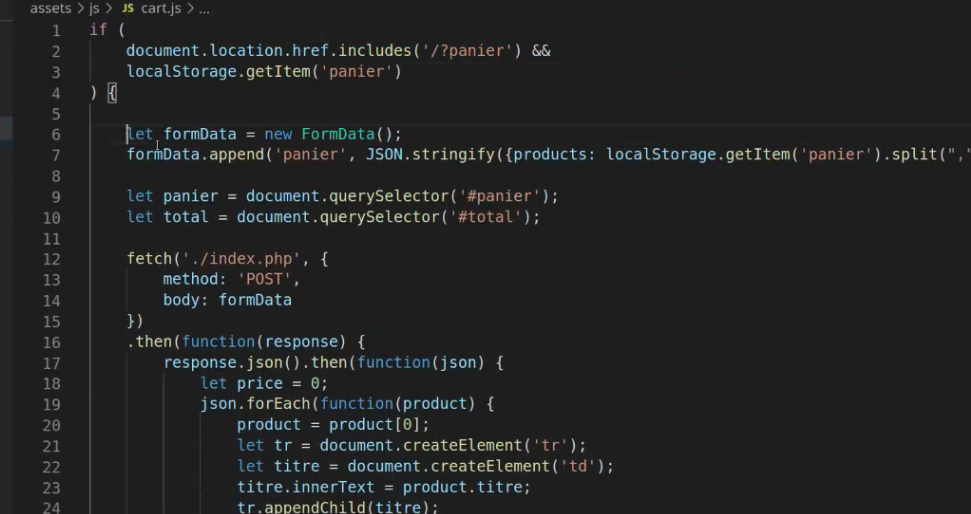 assets > js > JS cart.js > ...
1 if (
2 document.location.href.includes('/?panier') &&
3 localStorage.getItem('panier')
4 ) {
5
6 let formData = new FormData();
7 formData.append('panier', JSON.stringify({products: localStorage.getItem('panier').split(","
8
9 let panier = document.querySelector('#panier');
10 let total = document.querySelector('#total');
11
12 fetch('./index.php', {
13 method: 'POST',
14 body: formData
15 })
16 .then(function(response) {
17 response.json().then(function(json) {
18 let price = 0;
19 json.forEach(function(product) {
20 product = product[0];
21 let tr = document.createElement('tr');
22 let titre = document.createElement('td');
23 titre.innerText = product.titre;
24 tr.appendChild(titre);